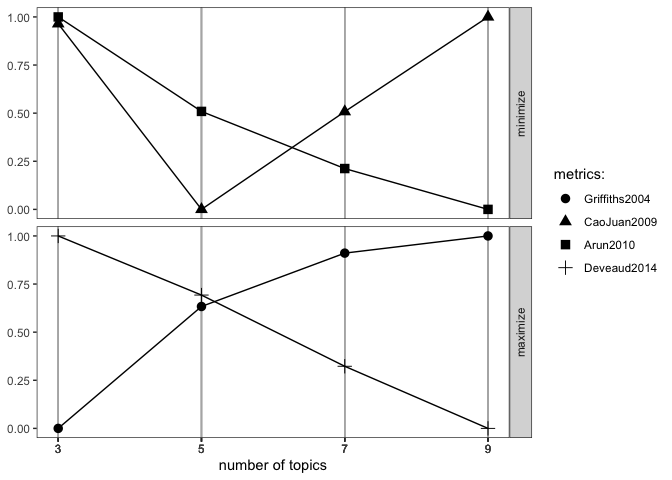 1.00
0.75
0.50
0.25
0.00
minimize
1.00
0.75
0.50
0.25
0.00
maximize
3 5 7 9
number of topics
metrics:
Griffiths2004
CaoJuan2009
Arun2010
Deveaud2014